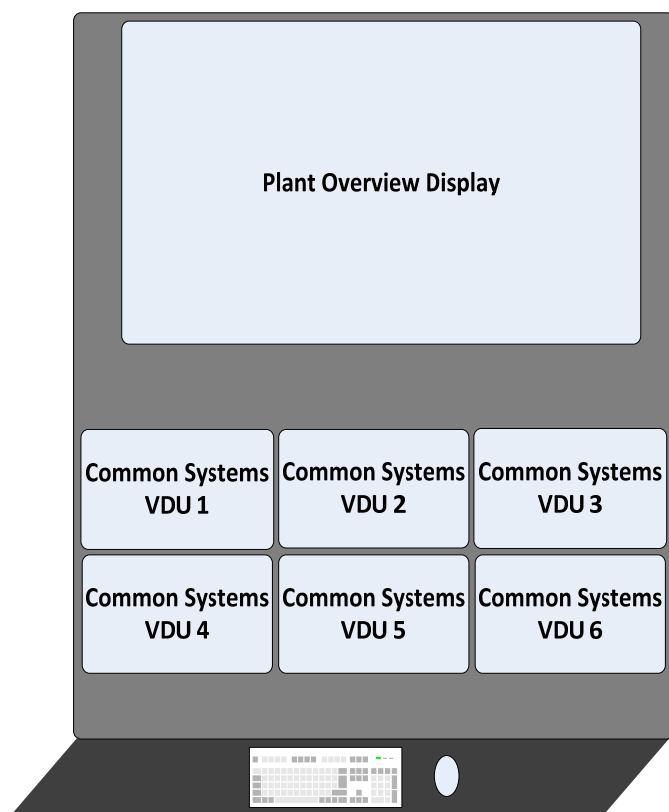 Plant Overview Display
Common Systems
VDU 1
Common Systems
VDU 2
Common Systems
VDU 3
Common Systems
VDU 4
Common Systems
VDU 5
Common Systems
VDU 6